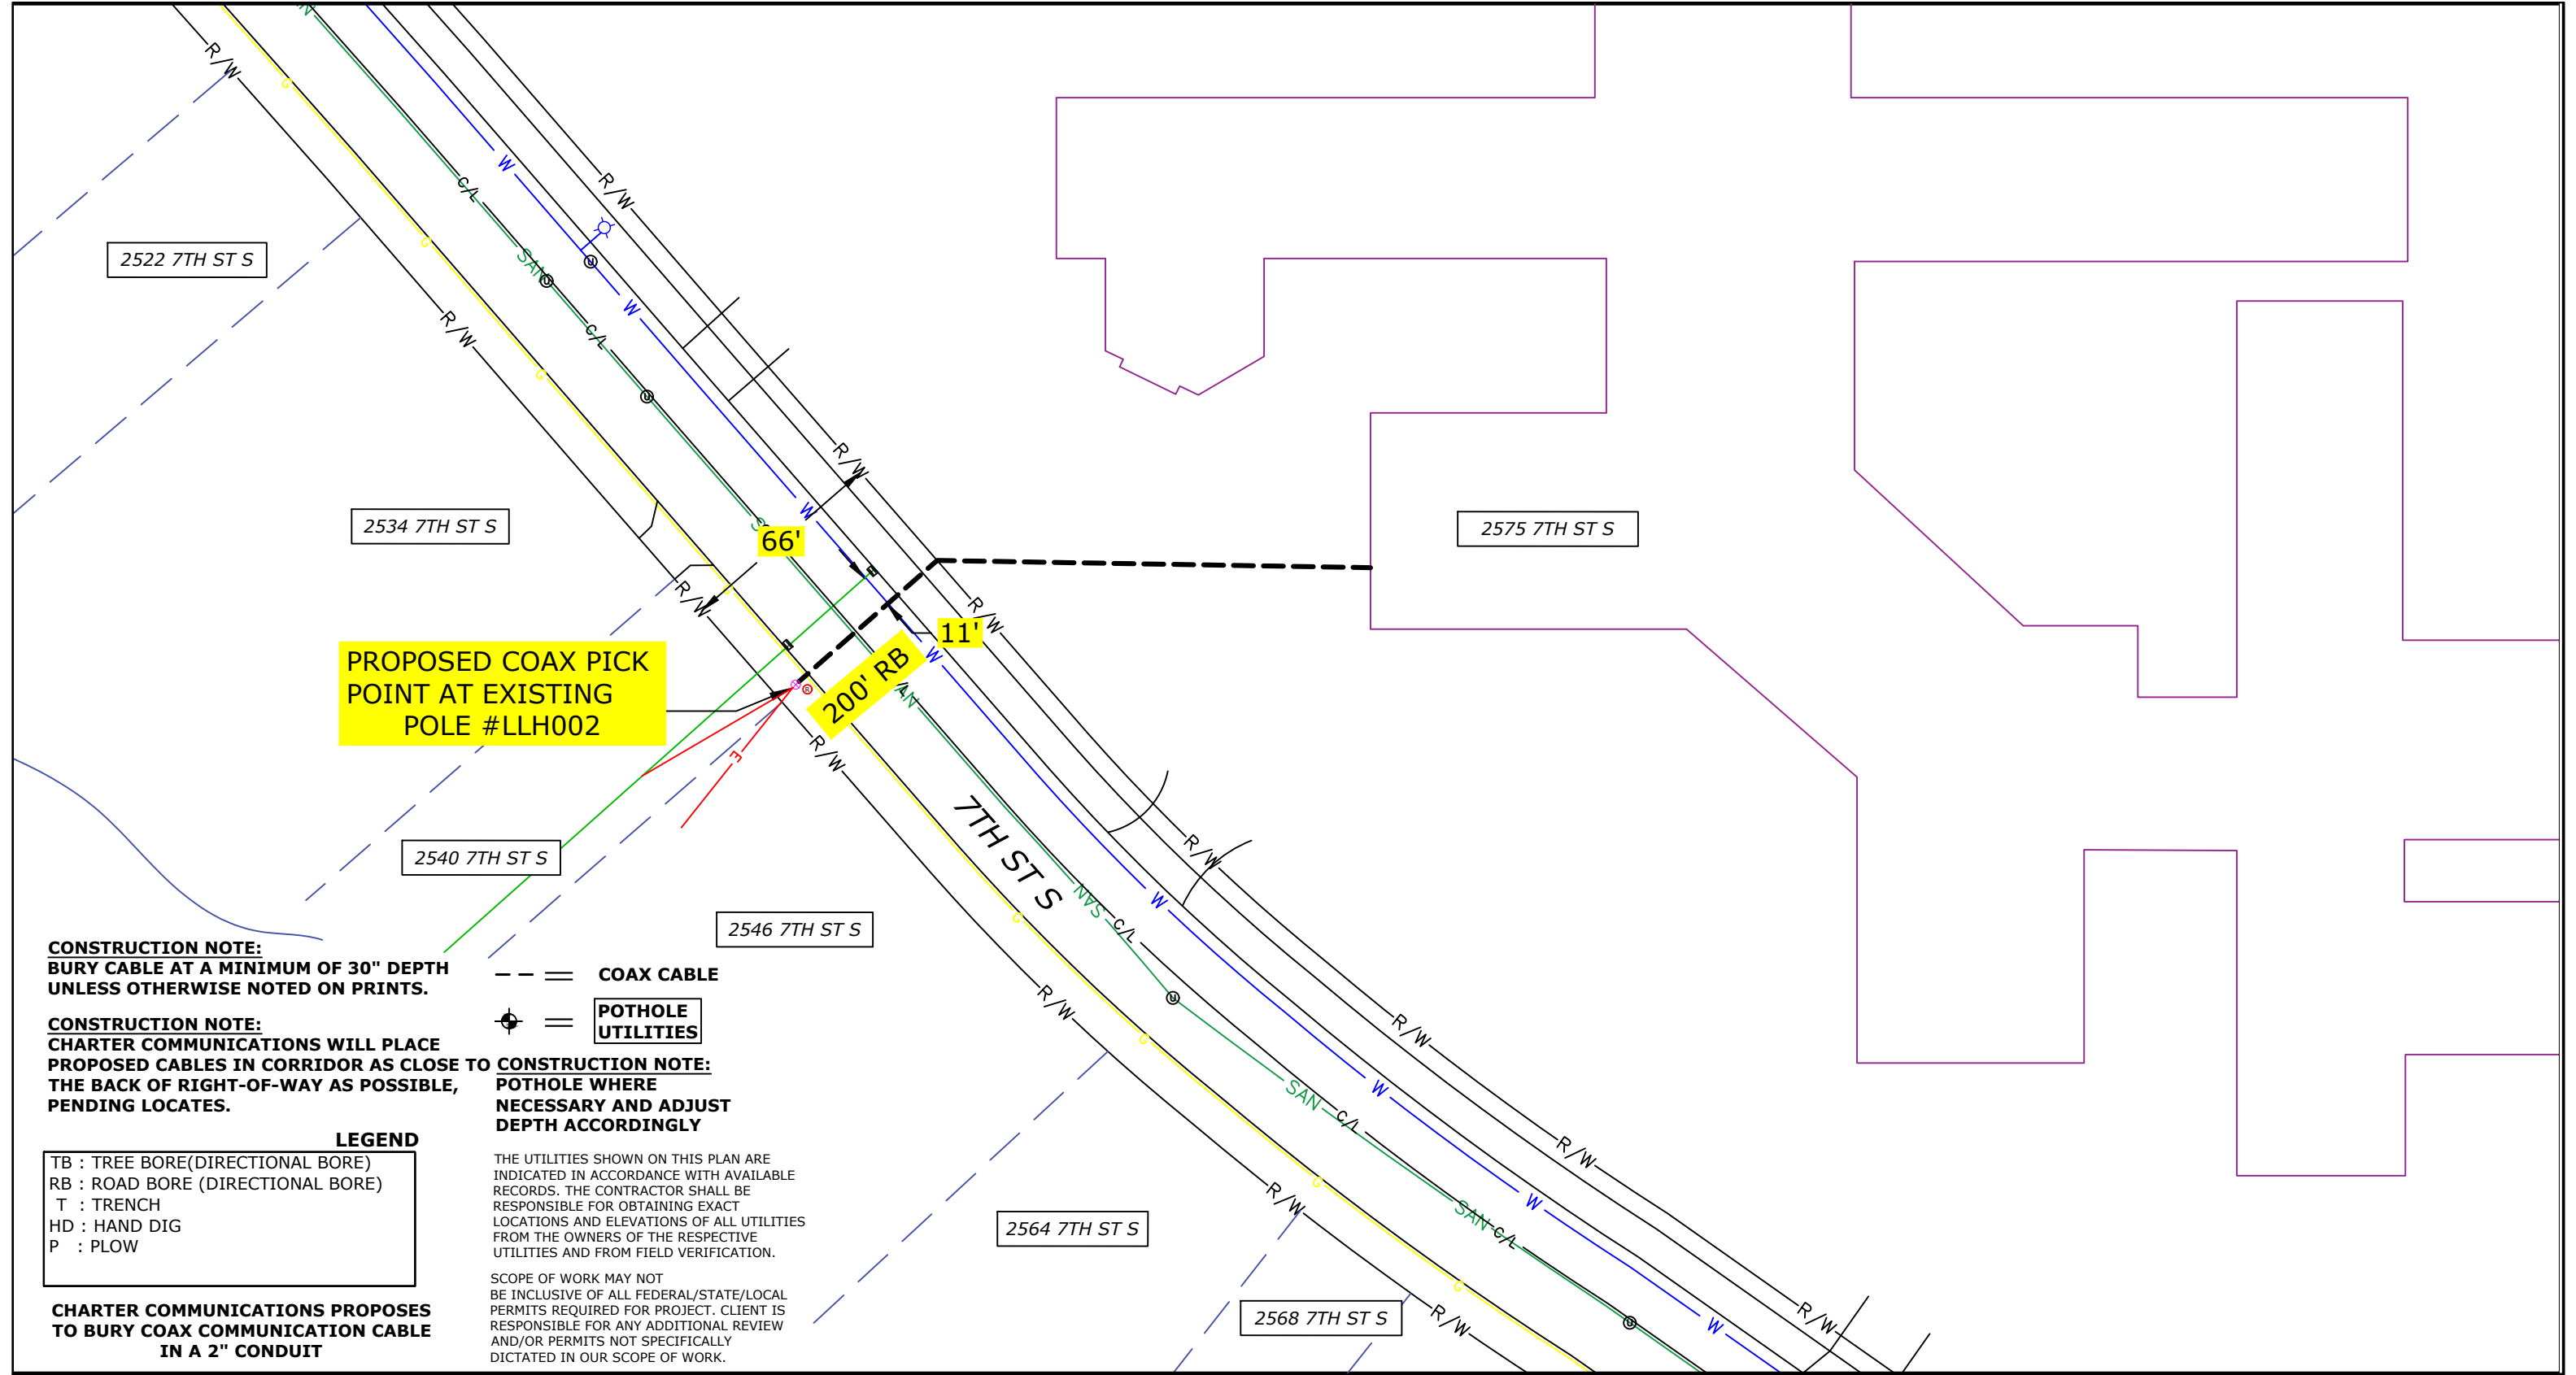 R/W
G
SAN
C/L
W
R/W
2522 7TH ST S
R/W
G
SAN
C/L
W
R/W
G
2534 7TH ST S
2575 7TH ST S
W
66'
R/W
R/W
11'
W
200' RB
PROPOSED COAX PICK
POINT AT EXISTING
POLE #LLH002
R
E
R/W
7TH ST S
R/W
2540 7TH ST S
SAN
C/L
W
G
2546 7TH ST S
R/W
R/W
G
CONSTRUCTION NOTE:
BURY CABLE AT A MINIMUM OF 30" DEPTH
UNLESS OTHERWISE NOTED ON PRINTS.
CONSTRUCTION NOTE:
CHARTER COMMUNICATIONS WILL PLACE
PROPOSED CABLES IN CORRIDOR AS CLOSE TO
THE BACK OF RIGHT-OF-WAY AS POSSIBLE,
PENDING LOCATES.
COAX CABLE
POTHOLE
UTILITIES
CONSTRUCTION NOTE:
POTHOLE WHERE
NECESSARY AND ADJUST
DEPTH ACCORDINGLY
LEGEND
TB : TREE BORE(DIRECTIONAL BORE)
RB : ROAD BORE (DIRECTIONAL BORE)
T : TRENCH
HD : HAND DIG
P : PLOW
CHARTER COMMUNICATIONS PROPOSES
TO BURY COAX COMMUNICATION CABLE
IN A 2" CONDUIT
THE UTILITIES SHOWN ON THIS PLAN ARE
INDICATED IN ACCORDANCE WITH AVAILABLE
RECORDS. THE CONTRACTOR SHALL BE
RESPONSIBLE FOR OBTAINING EXACT
LOCATIONS AND ELEVATIONS OF ALL UTILITIES
FROM THE OWNERS OF THE RESPECTIVE
UTILITIES AND FROM FIELD VERIFICATION.
SCOPE OF WORK MAY NOT
BE INCLUSIVE OF ALL FEDERAL/STATE/LOCAL
PERMITS REQUIRED FOR PROJECT. CLIENT IS
RESPONSIBLE FOR ANY ADDITIONAL REVIEW
AND/OR PERMITS NOT SPECIFICALLY
DICTATED IN OUR SCOPE OF WORK.
SAN
C/L
W
R/W
G
R/W
2564 7TH ST S
SAN
C/L
W
G
2568 7TH ST S
R/W
W
R/W